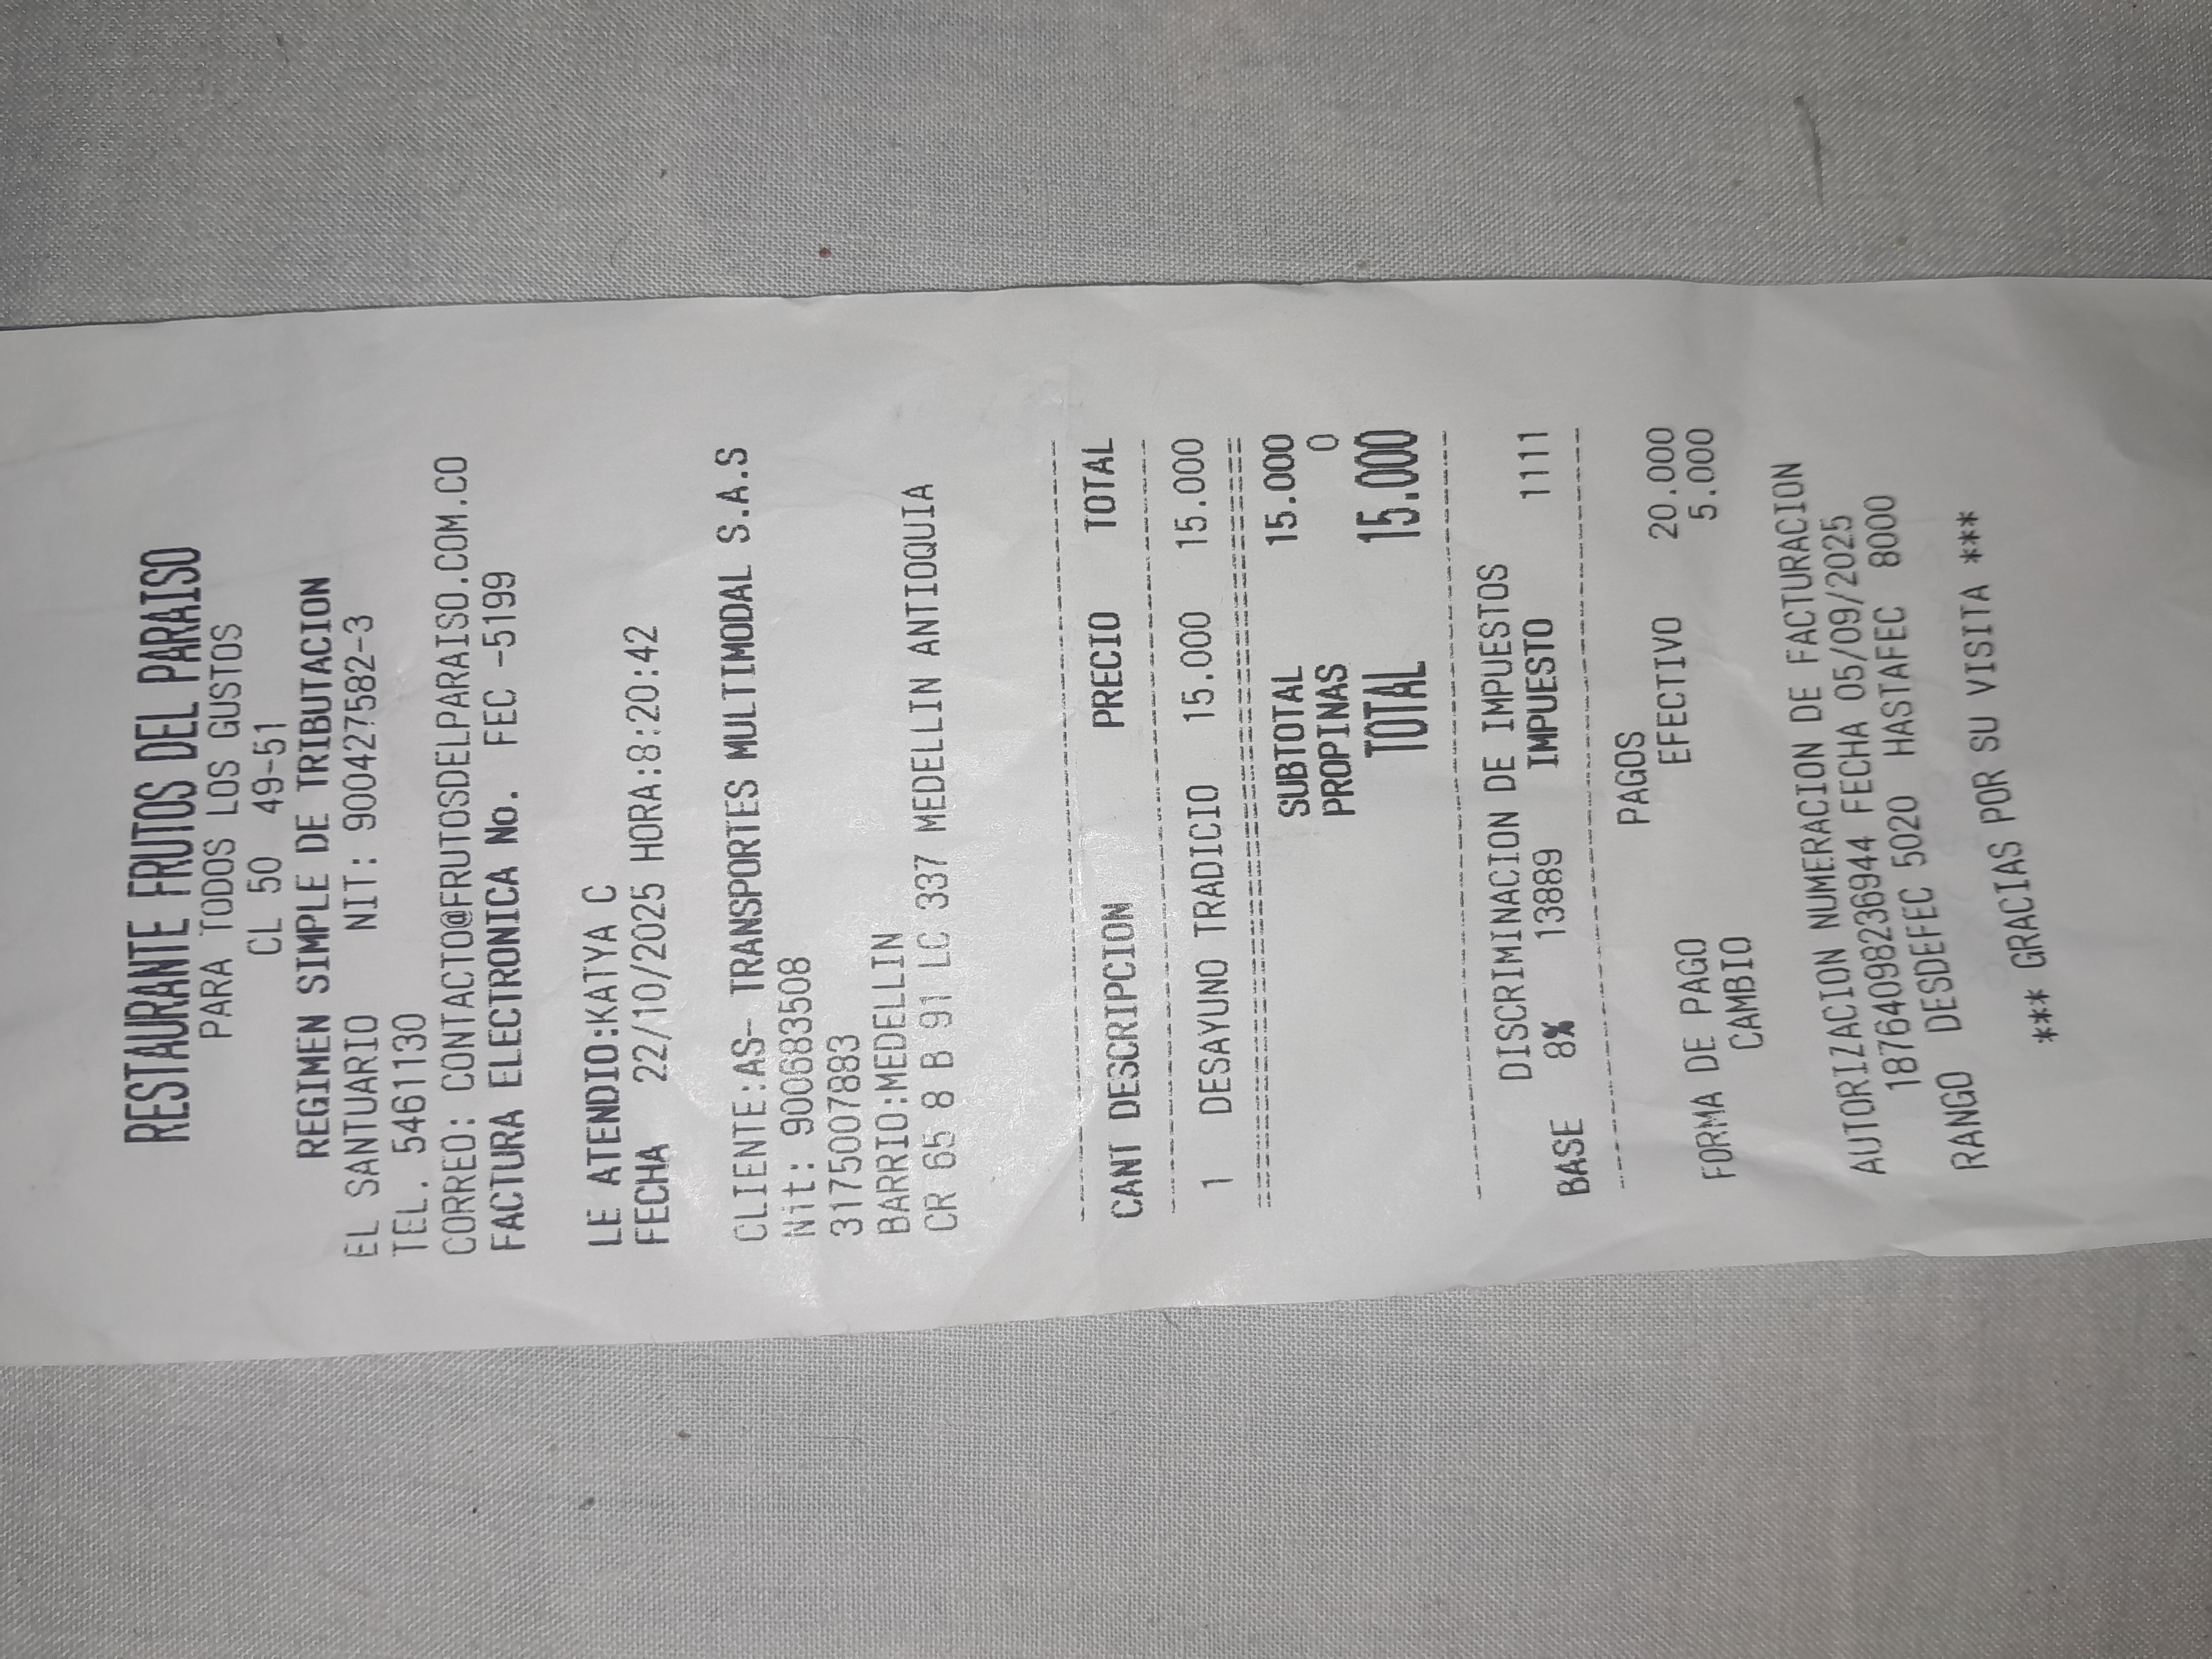 RESTAURANTE FRUTOS DEL PARAISO
PARA TODOS LOS GUSTOS
CL 50 49-51
REGIMEN SIMPLE DE TRIBUTACION
EL SANTUARIO NIT: 900427582-3
TEL. 5461130
CORREO: CONTACTO@FRUTOSDELPARAISO.COM.CO
FACTURA ELECTRONICA No. FEC -5199
LE ATENDIO:KATYA C
FECHA 22/10/2025 HORA:8:20:42
CLIENTE:AS- TRANSPORTES MULTIMODAL S.A.S
Nit: 900683508
3175007883
BARRIO:MEDELLIN
CR 65 8 B 91 LC 337 MEDELLIN ANTIOQUIA
CANT DESCRIPCION PRECIO TOTAL
1 DESAYUNO TRADICIO 15.000 15.000
SUBTOTAL 15.000
PROPINAS 0
TOTAL 15.000
DISCRIMINACION DE IMPUESTOS
BASE 8% 13889 IMPUESTO 1111
PAGOS
FORMA DE PAGO EFECTIVO 20.000
CAMBIO 5.000
AUTORIZACION NUMERACION DE FACTURACION
18764098236944 FECHA 05/09/2025
RANGO DESDEFEC 5020 HASTAFEC 8000
*** GRACIAS POR SU VISITA ***